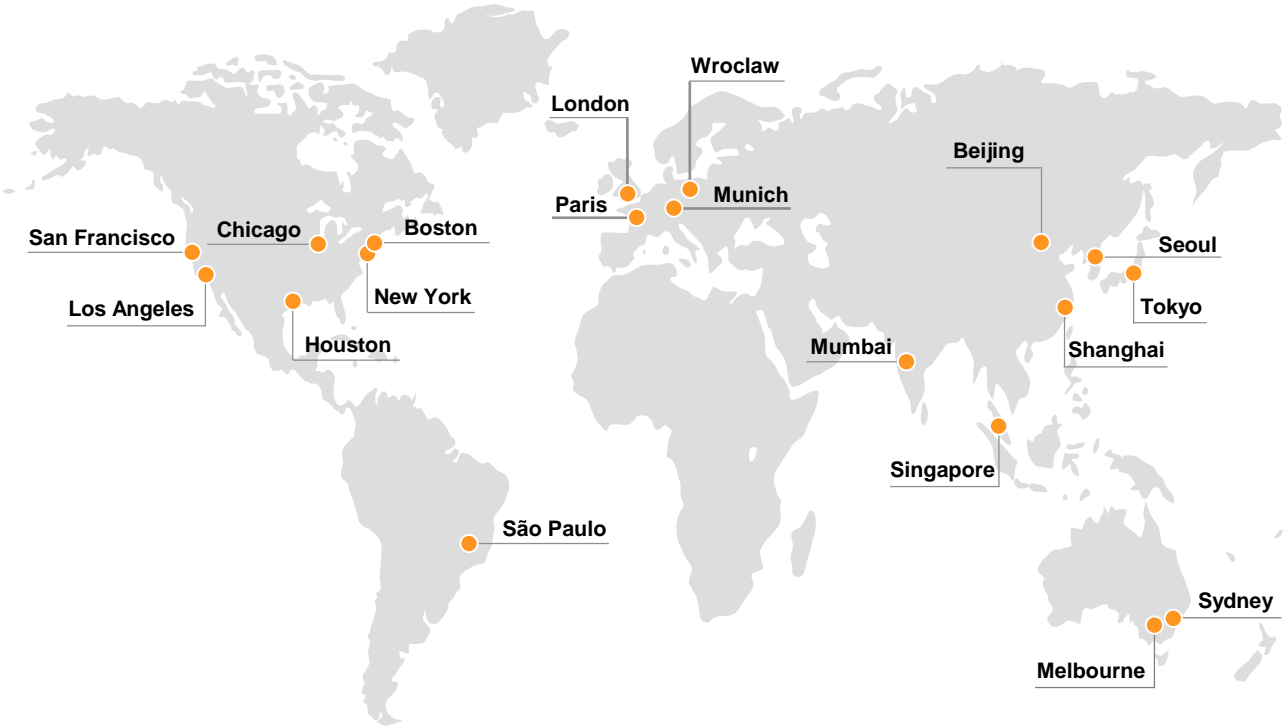 Wroclaw
London
Beijing
Paris
Munich
San Francisco
Chicago
Boston
Seoul
Los Angeles
New York
Tokyo
Houston
Mumbai
Shanghai
Singapore
São Paulo
Sydney
Melbourne